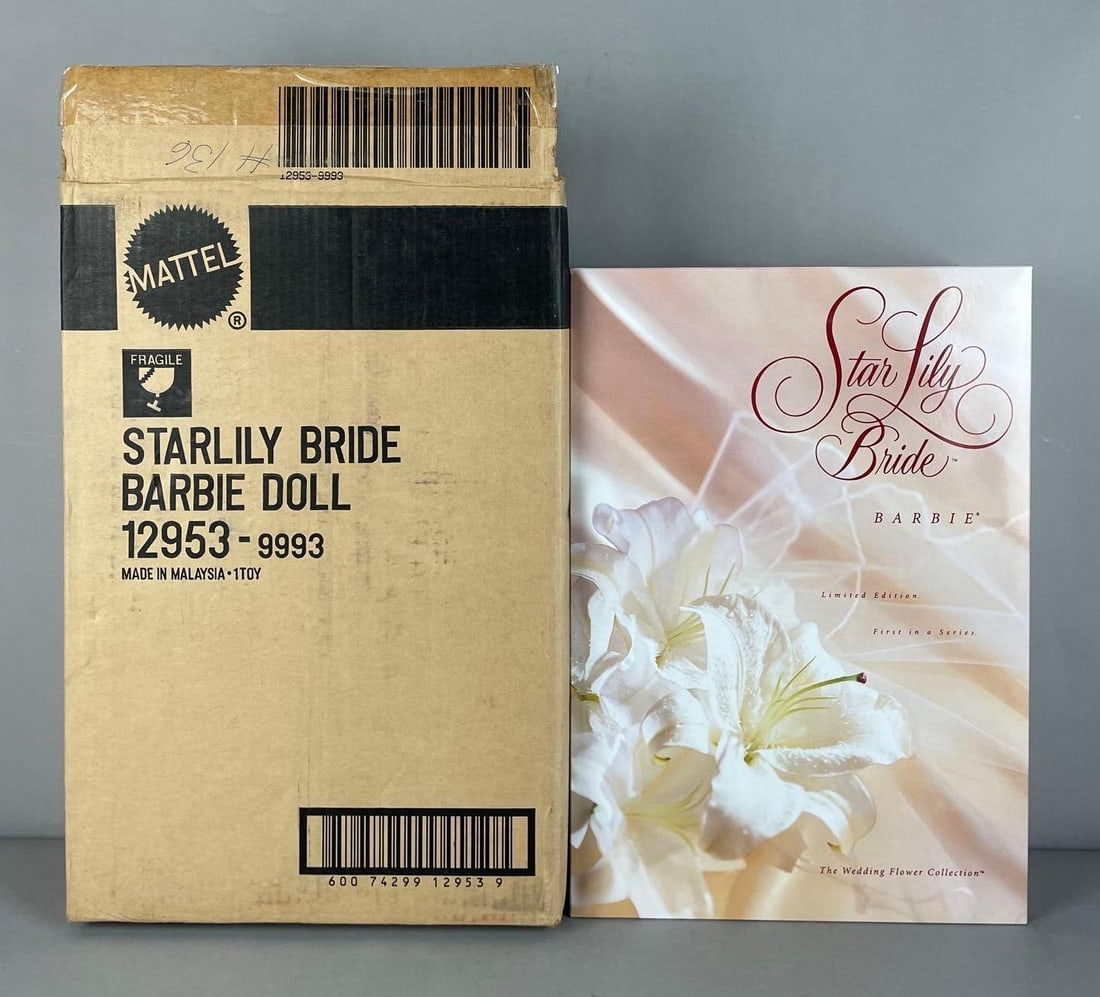 # 136
12953-9993
MATTEL
®
FRAGILE
STARLILY BRIDE
BARBIE DOLL
12953 - 9993
MADE IN MALAYSIA • 1TOY
600 74299 12953 9
Star Lily
Bride™
BARBIE®
Limited Edition.
First in a Series.
The Wedding Flower Collection™